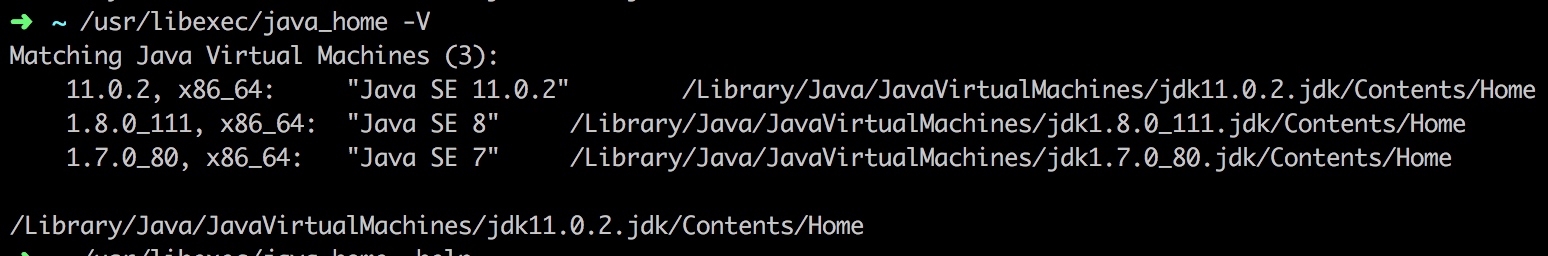 ➜ ~ /usr/libexec/java_home -V
Matching Java Virtual Machines (3):
    11.0.2, x86_64:	"Java SE 11.0.2"	/Library/Java/JavaVirtualMachines/jdk11.0.2.jdk/Contents/Home
    1.8.0_111, x86_64:	"Java SE 8"	/Library/Java/JavaVirtualMachines/jdk1.8.0_111.jdk/Contents/Home
    1.7.0_80, x86_64:	"Java SE 7"	/Library/Java/JavaVirtualMachines/jdk1.7.0_80.jdk/Contents/Home
/Library/Java/JavaVirtualMachines/jdk11.0.2.jdk/Contents/Home